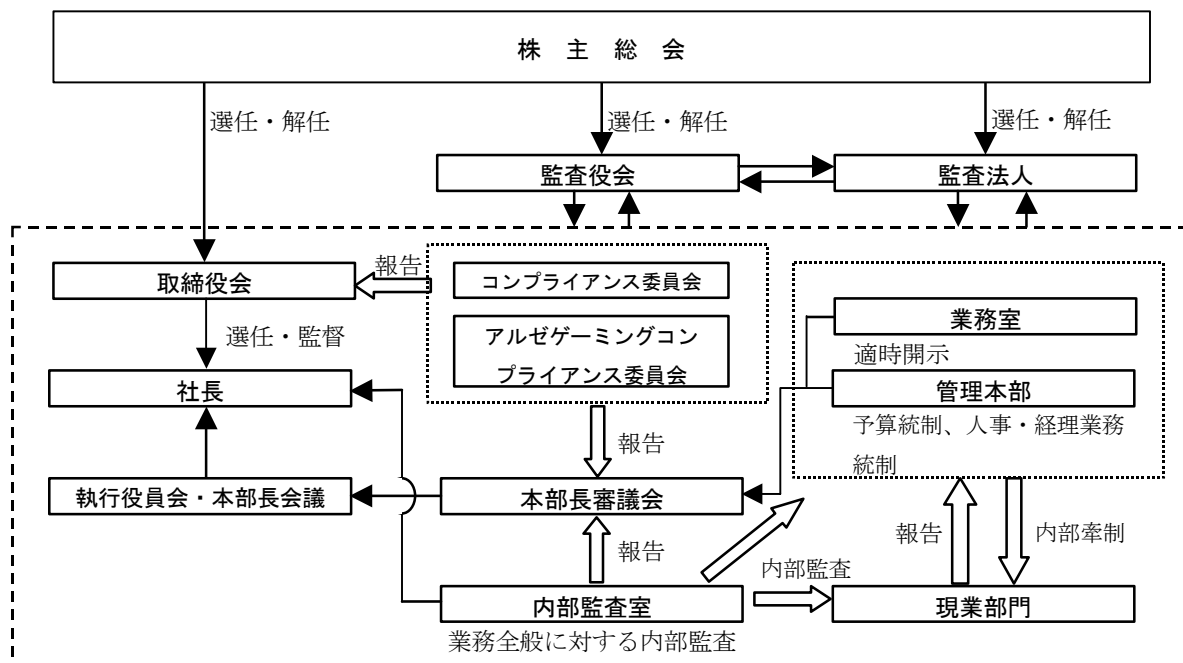 株　主　総　会
選任・解任
選任・解任
選任・解任
監査役会
監査法人
取締役会
報告
コンプライアンス委員会
業務室
選任・監督
アルゼゲーミングコン
プライアンス委員会
適時開示
社長
管理本部
予算統制、人事・経理業務
統制
報告
執行役員会・本部長会議
本部長審議会
報告
内部牽制
報告
内部監査
内部監査室
現業部門
業務全般に対する内部監査